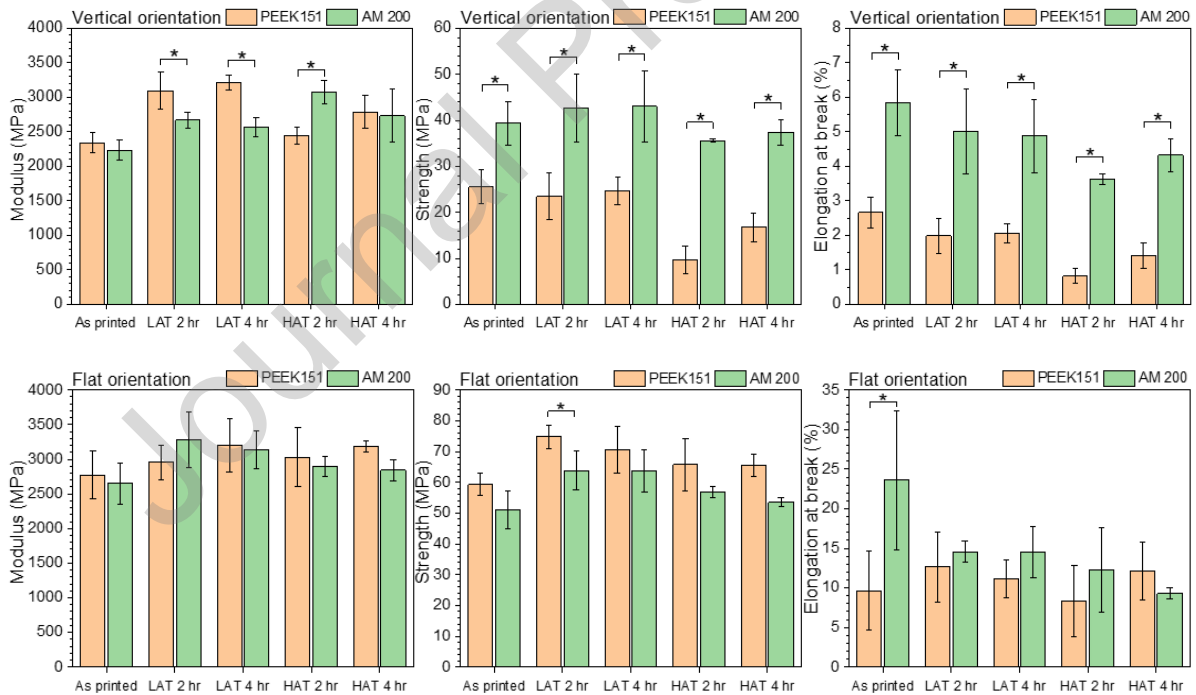 Vertical orientation PEEK151 AM 200
Modulus (MPa)
4000
3500
3000
2500
2000
1500
1000
500
0
* * *
As printed LAT 2 hr LAT 4 hr HAT 2 hr HAT 4 hr
Vertical orientation PEEK151 AM 200
Strength (MPa)
60
50
40
30
20
10
0
* * * * *
As printed LAT 2 hr LAT 4 hr HAT 2 hr HAT 4 hr
Vertical orientation PEEK151 AM 200
Elongation at break (%)
8
7
6
5
4
3
2
1
0
* * * * *
As printed LAT 2 hr LAT 4 hr HAT 2 hr HAT 4 hr
Flat orientation PEEK151 AM 200
Modulus (MPa)
4000
3500
3000
2500
2000
1500
1000
500
0
As printed LAT 2 hr LAT 4 hr HAT 2 hr HAT 4 hr
Flat orientation PEEK151 AM 200
Strength (MPa)
90
80
70
60
50
40
30
20
10
0
*
As printed LAT 2 hr LAT 4 hr HAT 2 hr HAT 4 hr
Flat orientation PEEK151 AM 200
Elongation at break (%)
35
30
25
20
15
10
5
0
*
As printed LAT 2 hr LAT 4 hr HAT 2 hr HAT 4 hr
Journal Pr